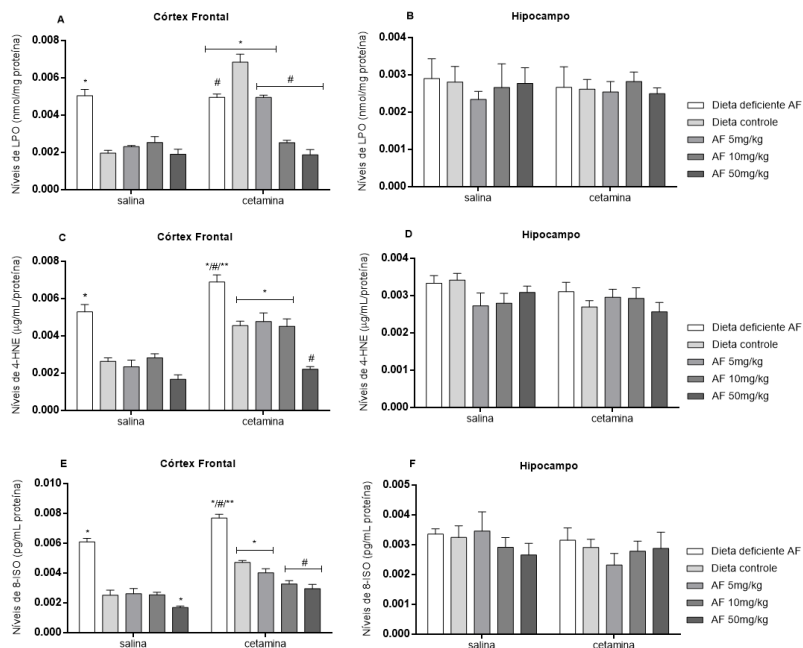 A
Córtex Frontal
Níveis de LPO (nmol/mg proteína)
0.008
0.006
0.004
0.002
0.000
*
#
*
#
salina
cetamina
B
Hipocampo
Níveis de LPO (nmol/mg proteína)
0.004
0.003
0.002
0.001
salina
cetamina
Dieta deficiente AF
Dieta controle
AF 5mg/kg
AF 10mg/kg
AF 50mg/kg
C
Córtex Frontal
Níveis de 4-HNE (µg/mL/proteína)
0.008
0.006
0.004
0.002
0.000
*
*/#/**
*
#
salina
cetamina
D
Hipocampo
Níveis de 4-HNE (µg/mL/proteína)
0.004
0.003
0.002
0.001
0.000
salina
cetamina
Dieta deficiente AF
Dieta controle
AF 5mg/kg
AF 10mg/kg
AF 50mg/kg
E
Córtex Frontal
Níveis de 8-ISO (pg/mL proteína)
0.010
0.008
0.006
0.004
0.002
0.000
*
*
*/#/**
*
#
salina
cetamina
F
Hipocampo
Níveis de 8-ISO (pg/mL proteína)
0.005
0.004
0.003
0.002
0.001
0.000
salina
cetamina
Dieta deficiente AF
Dieta controle
AF 5mg/kg
AF 10mg/kg
AF 50mg/kg